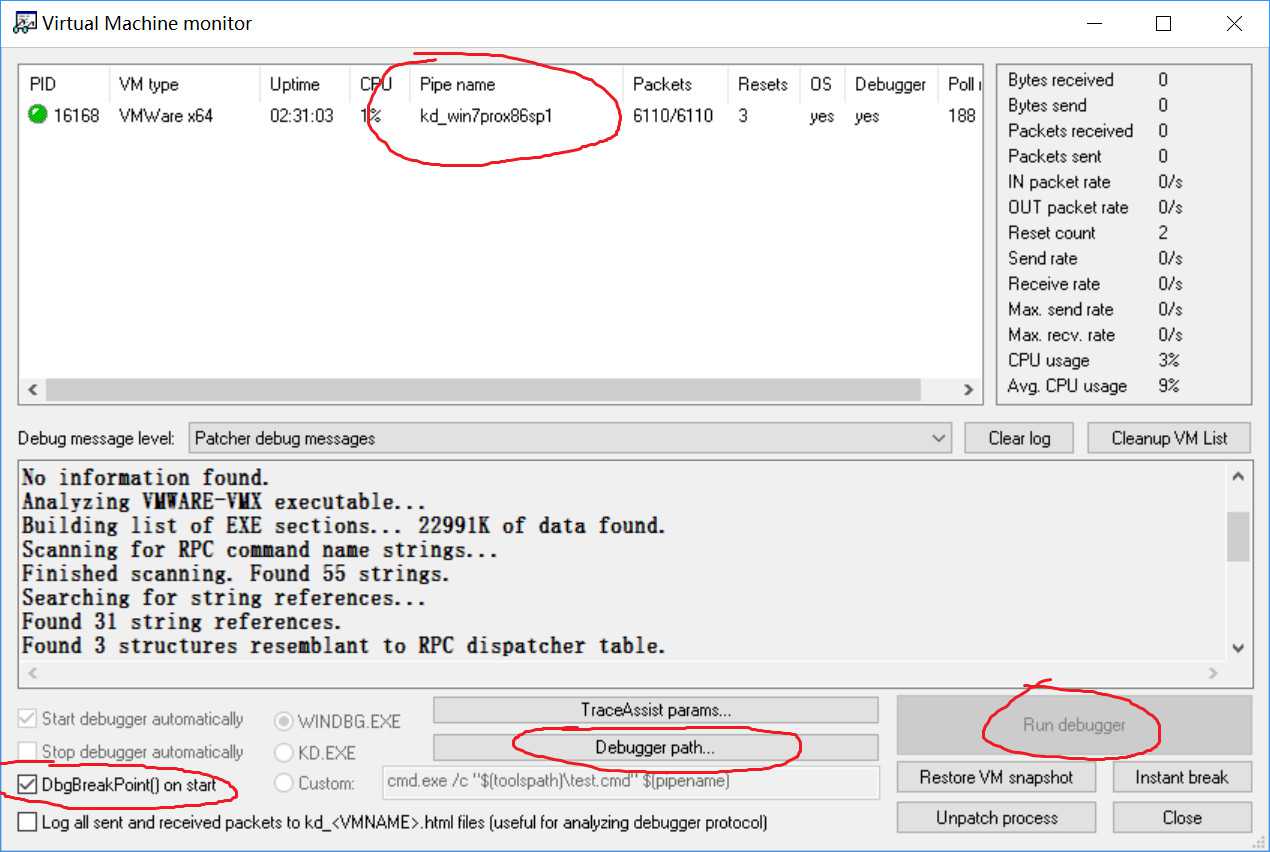 Virtual Machine monitor
PID VM type Uptime CPU Pipe name Packets Resets OS Debugger Poll
16168 VMWare x64 02:31:03 1% kd_win7prox86sp1 6110/6110 3 yes yes 188
Bytes received 0
Bytes send 0
Packets received 0
Packets sent 0
IN packet rate 0/s
OUT packet rate 0/s
Reset count 2
Send rate 0/s
Receive rate 0/s
Max. send rate 0/s
Max. recv. rate 0/s
CPU usage 3%
Avg. CPU usage 9%
Debug message level: Patcher debug messages Clear log Cleanup VM List
No information found.
Analyzing VMWARE-VMX executable...
Building list of EXE sections... 22991K of data found.
Scanning for RPC command name strings...
Finished scanning. Found 55 strings.
Searching for string references...
Found 31 string references.
Found 3 structures resemblant to RPC dispatcher table.
Start debugger automatically WINDBG.EXE TraceAssist params... Run debugger
Stop debugger automatically KD.EXE Debugger path...
DbgBreakPoint() on start Custom: cmd.exe /c "$(toolspath)\test.cmd" $(pipename) Restore VM snapshot Instant break
Log all sent and received packets to kd_<VMNAME>.html files (useful for analyzing debugger protocol) Unpatch process Close